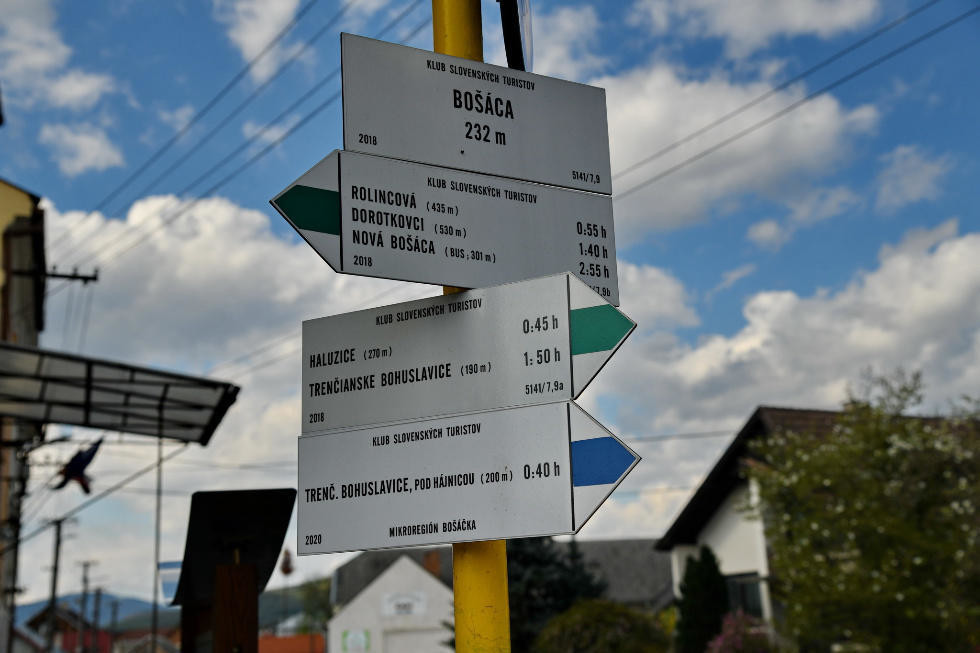 KLUB SLOVENSKÝCH TURISTOV
BOŠÁCA
232 m
2018
5141/7,9
KLUB SLOVENSKÝCH TURISTOV
ROLINCOVÁ (435 m) 0:55 h
DOROTKOVCI (530 m) 1:40 h
NOVÁ BOŠÁCA (BUS ; 301 m) 2:55 h
2018
/7,9b
KLUB SLOVENSKÝCH TURISTOV
HALUZICE (270 m) 0:45 h
TRENČIANSKE BOHUSLAVICE (190 m) 1:50 h
2018
5141/7,9a
KLUB SLOVENSKÝCH TURISTOV
TRENČ. BOHUSLAVICE, POD HÁJNICOU (200 m) 0:40 h
2020
MIKROREGIÓN BOŠÁČKA